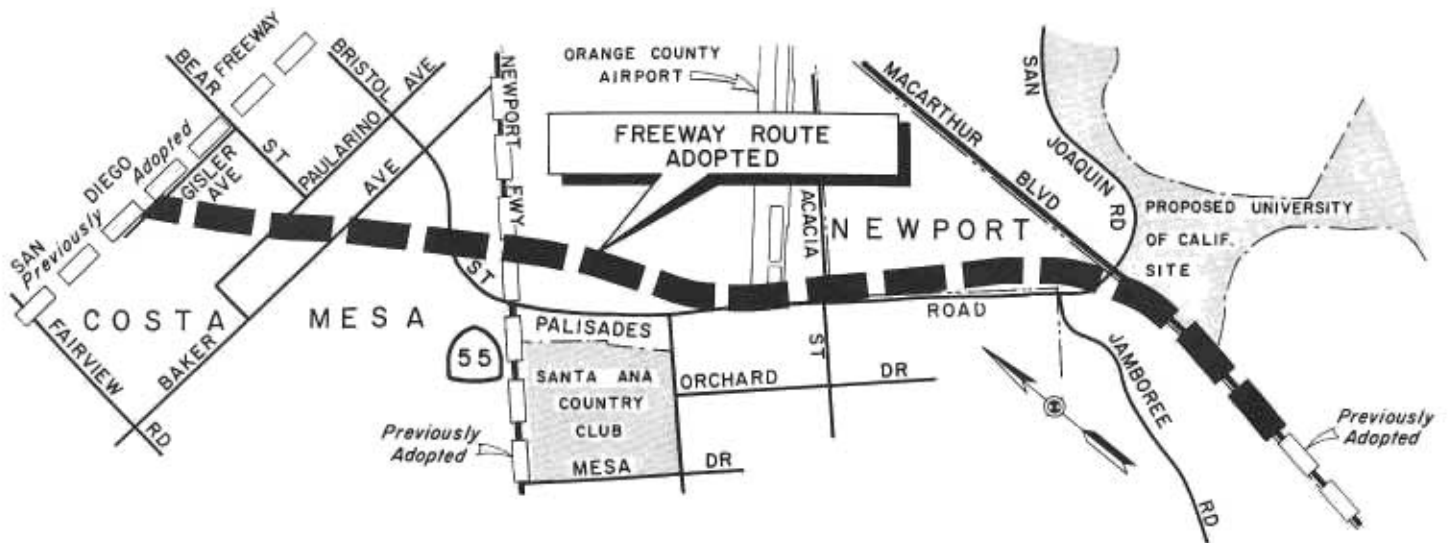 SAN DIEGO FREEWAY
Previously Adopted
BEAR ST
BRISTOL ST
PAULARINO AVE
GISLER AVE
BAKER AVE
FAIRVIEW RD
COSTA MESA
NEWPORT FWY
55
Previously
Adopted
ORANGE COUNTY
AIRPORT
FREEWAY ROUTE
ADOPTED
PALISADES ROAD
SANTA ANA
COUNTRY
CLUB
MESA DR
ORCHARD DR
ACACIA ST
NEWPORT
MACARTHUR BLVD
SAN JOAQUIN RD
PROPOSED UNIVERSITY
OF CALIF.
SITE
JAMBOREE RD
Previously
Adopted